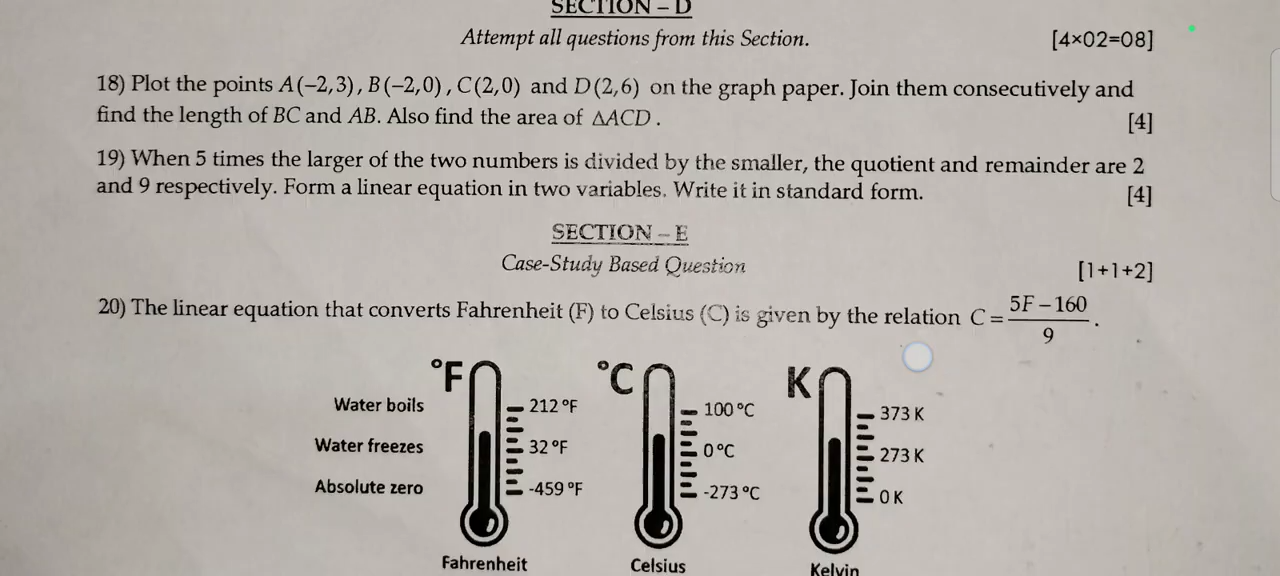 SECTION – D
Attempt all questions from this Section. [4×02=08]
18) Plot the points A(−2,3), B(−2,0), C(2,0) and D(2,6) on the graph paper. Join them consecutively and
find the length of BC and AB. Also find the area of ΔACD. [4]
19) When 5 times the larger of the two numbers is divided by the smaller, the quotient and remainder are 2
and 9 respectively. Form a linear equation in two variables. Write it in standard form. [4]
SECTION – E
Case-Study Based Question [1+1+2]
20) The linear equation that converts Fahrenheit (F) to Celsius (C) is given by the relation C = (5F − 160)/9.
°F °C K
Water boils 212 °F 100 °C 373 K
Water freezes 32 °F 0 °C 273 K
Absolute zero -459 °F -273 °C 0 K
Fahrenheit Celsius Kelvin